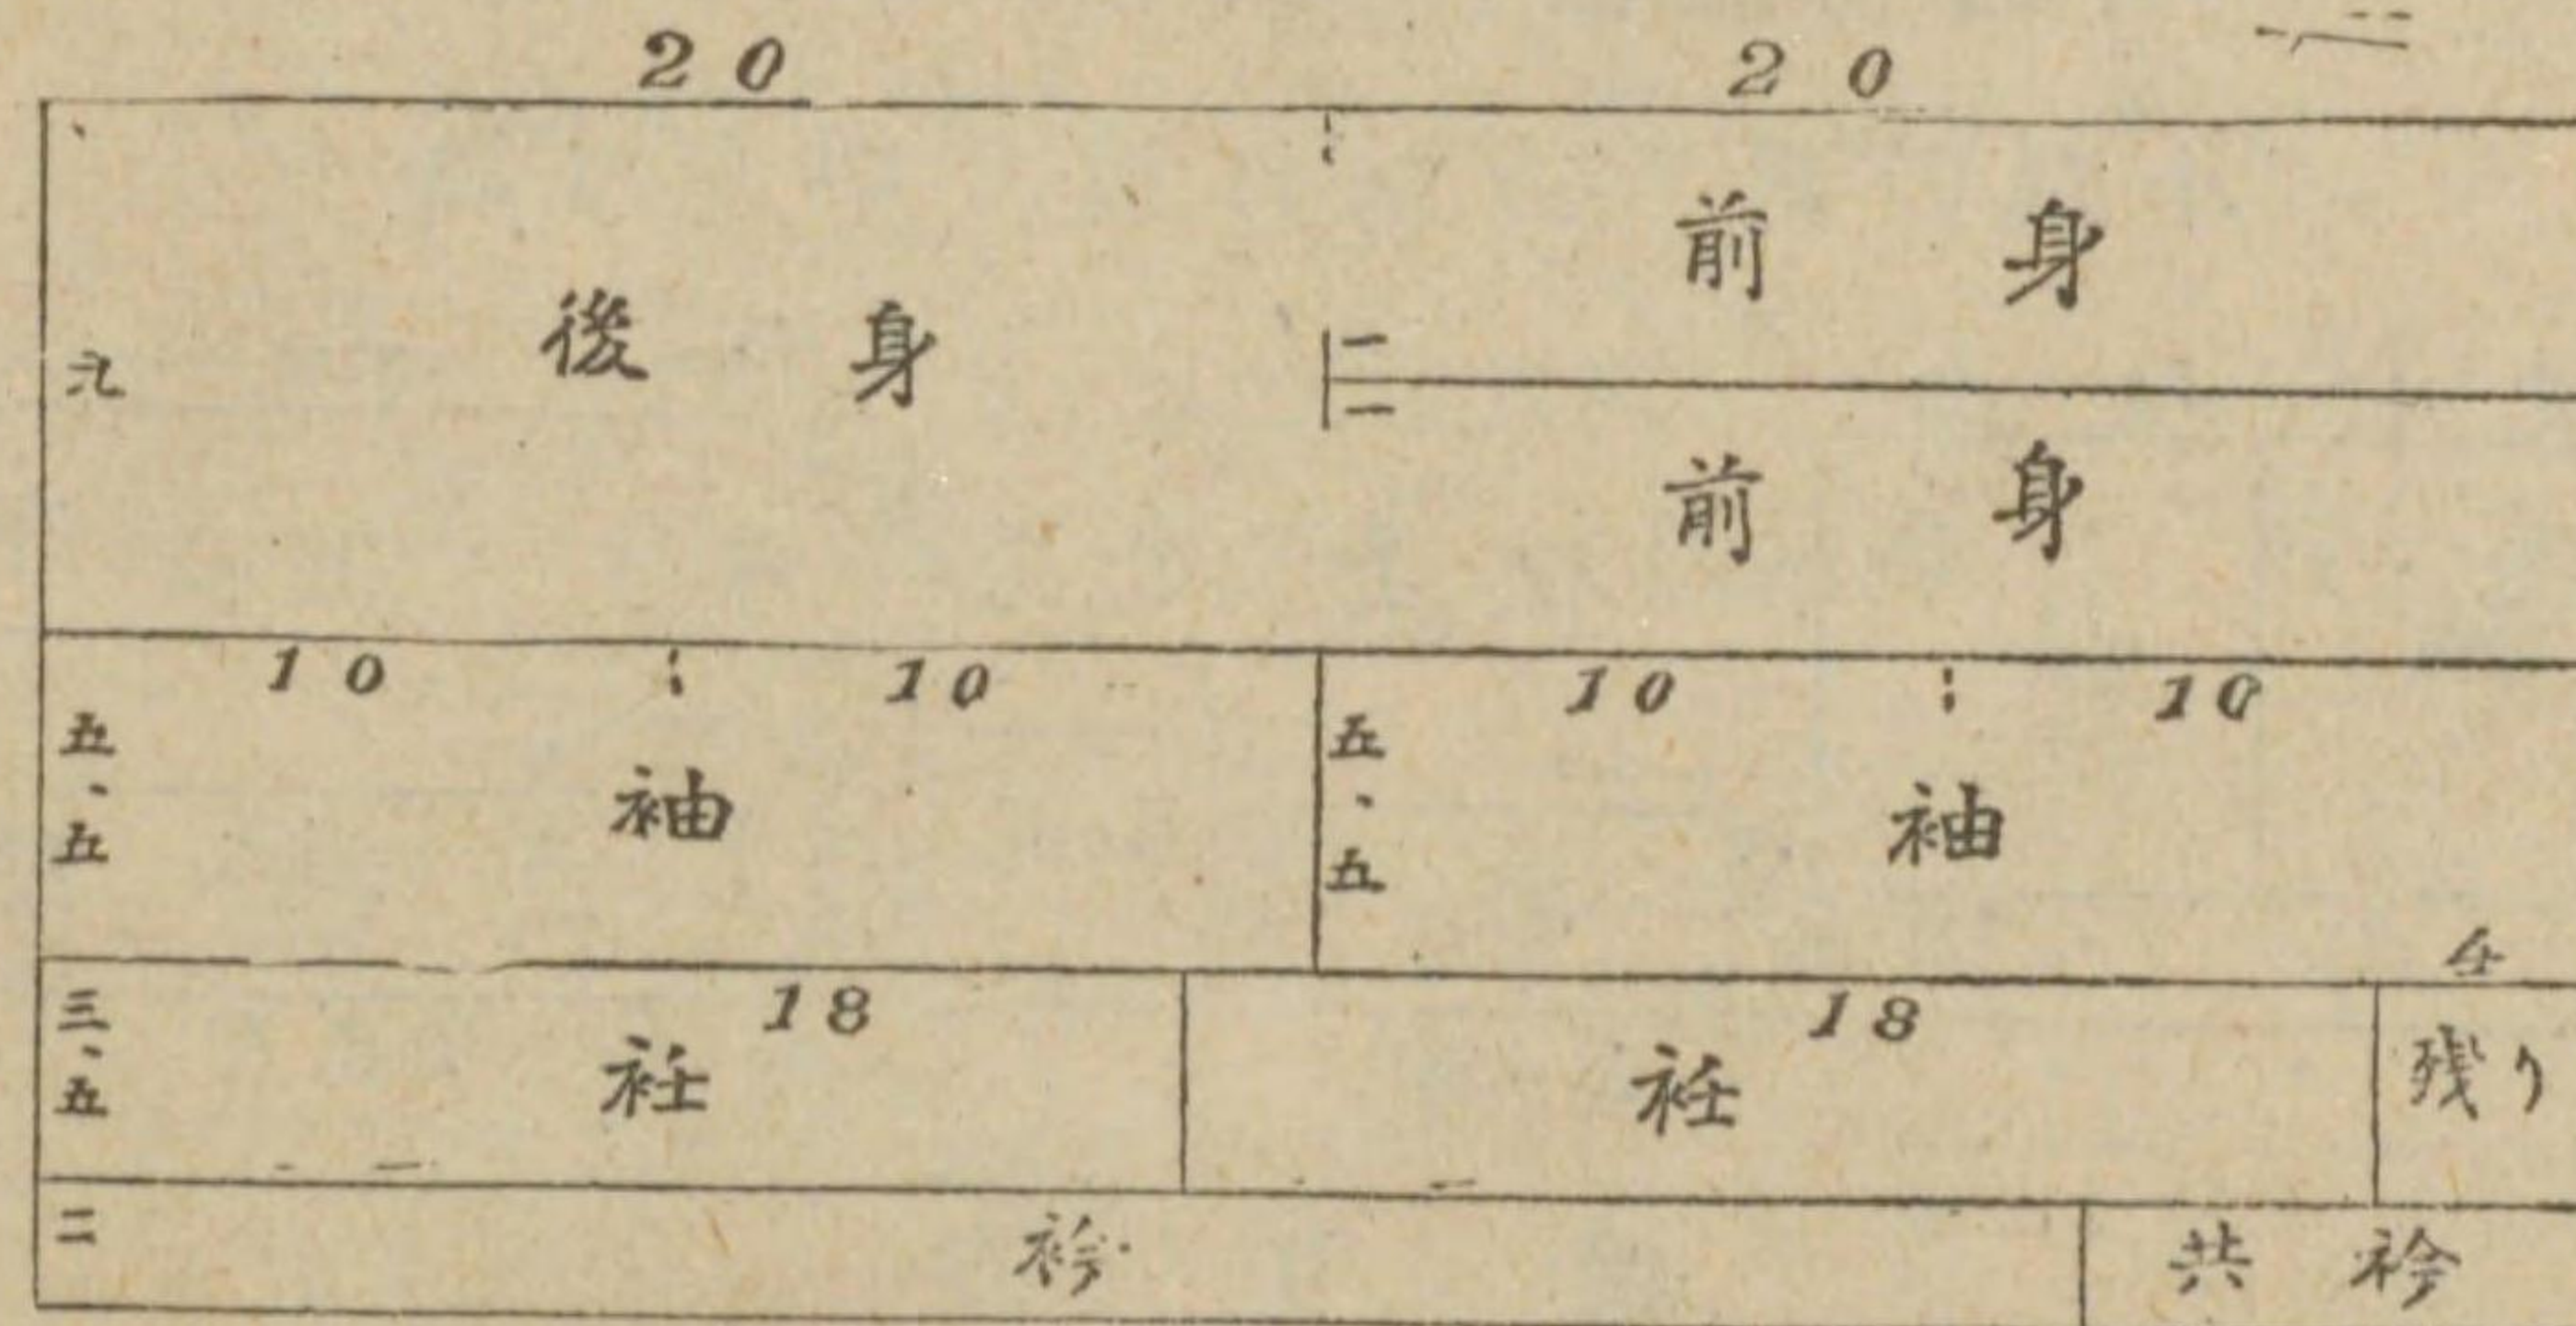 20 20
前身
後身
九
一
一
前身
10 10 10 10
五、五 五、五
袖 袖
4
三、五 18 18
衽 衽 残り
二 衿 共衿